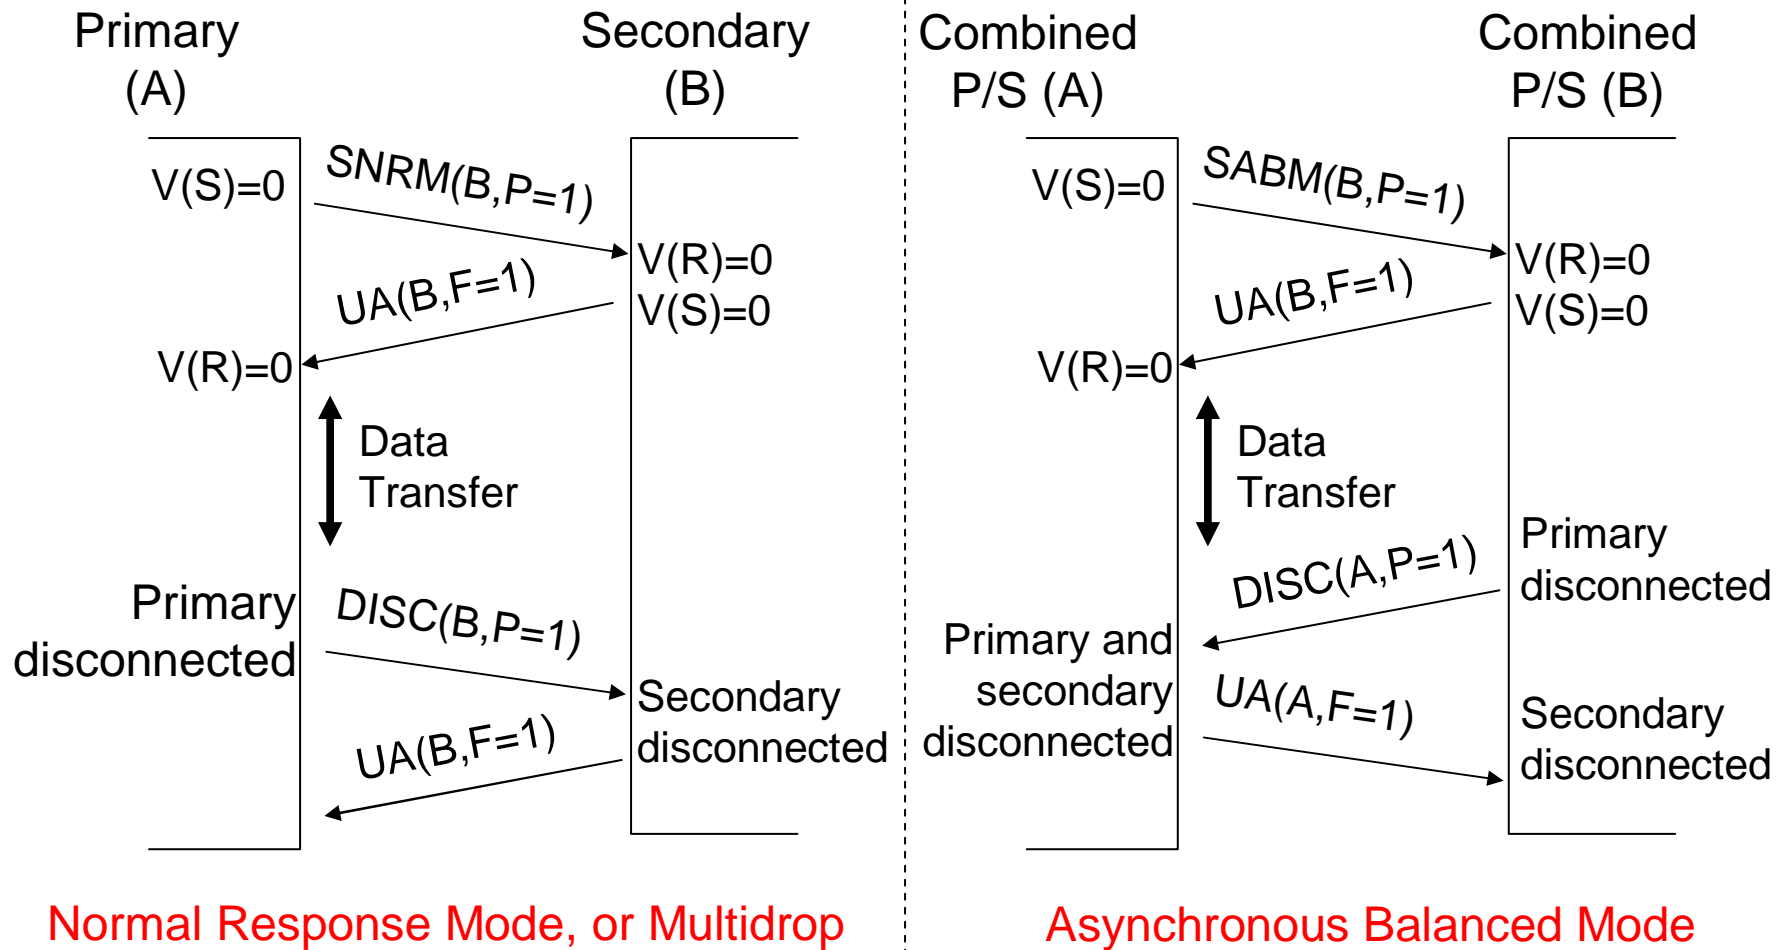 Primary
(A)
Secondary
(B)
V(S)=0
SNRM(B,P=1)
V(R)=0
V(S)=0
UA(B,F=1)
V(R)=0
Data
Transfer
Primary
disconnected
DISC(B,P=1)
Secondary
disconnected
UA(B,F=1)
Normal Response Mode, or Multidrop
Combined
P/S (A)
Combined
P/S (B)
V(S)=0
SABM(B,P=1)
V(R)=0
V(S)=0
UA(B,F=1)
V(R)=0
Data
Transfer
Primary
disconnected
DISC(A,P=1)
Primary and
secondary
disconnected
UA(A,F=1)
Secondary
disconnected
Asynchronous Balanced Mode